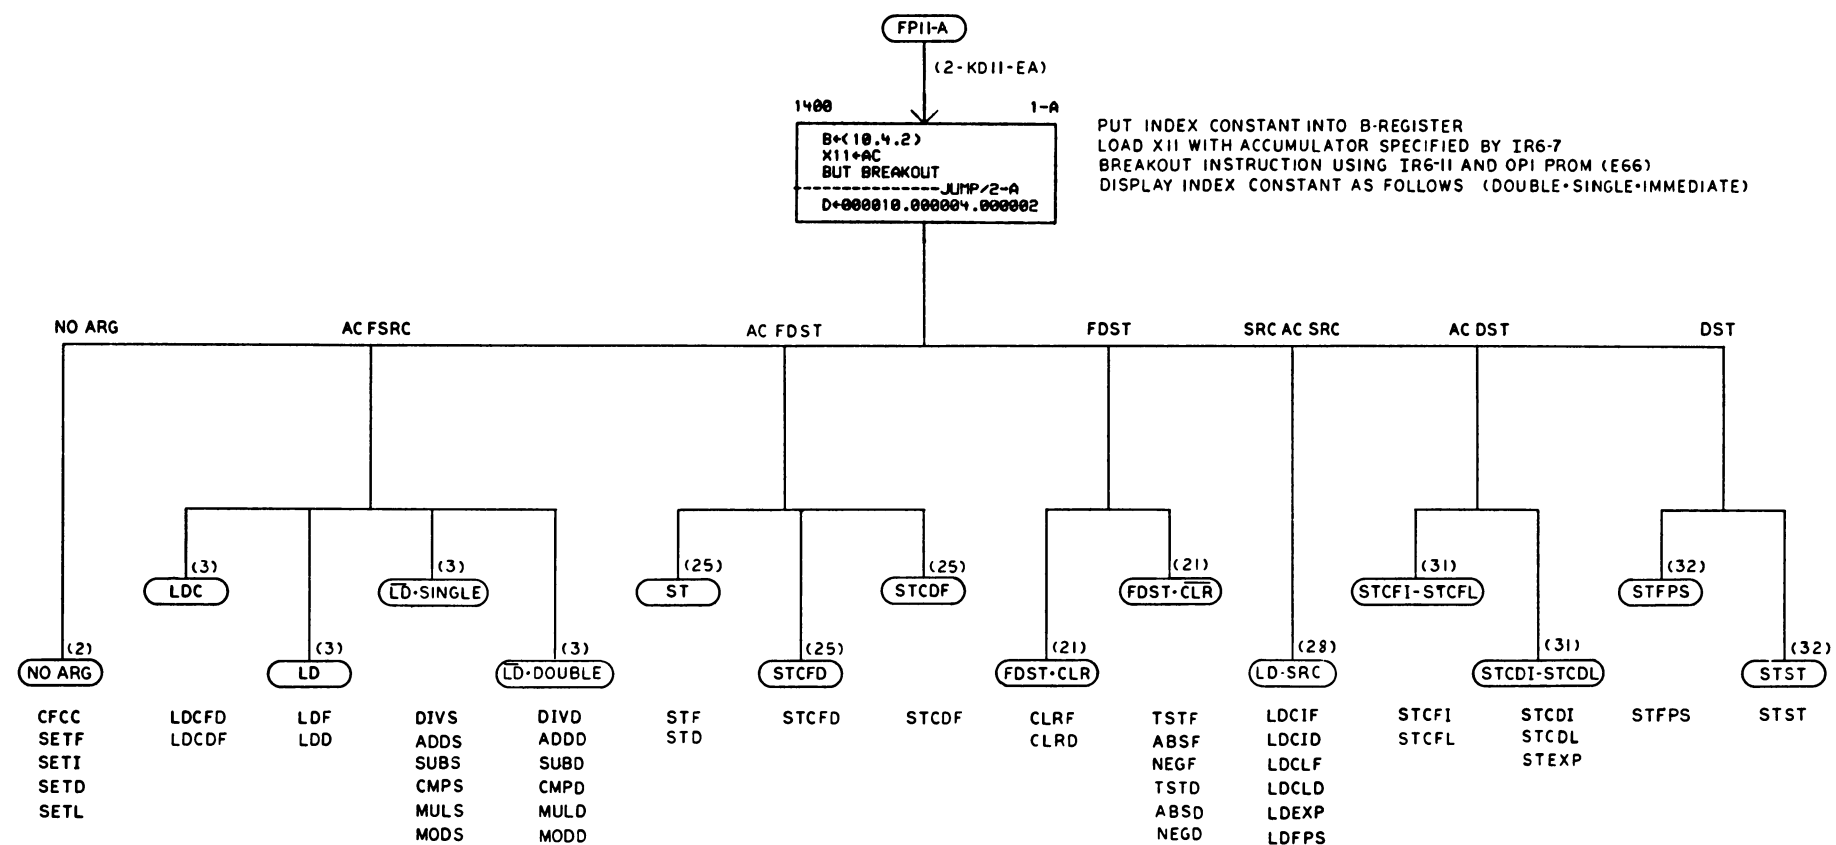 FP11-A
(2-KD11-EA)
1400 1-A
B←(10.4.2)
X11←AC
BUT BREAKOUT
----------------JUMP/2-A
D←000010.000004.000002
PUT INDEX CONSTANT INTO B-REGISTER
LOAD X11 WITH ACCUMULATOR SPECIFIED BY IR6-7
BREAKOUT INSTRUCTION USING IR6-11 AND OP1 PROM (E66)
DISPLAY INDEX CONSTANT AS FOLLOWS (DOUBLE•SINGLE•IMMEDIATE)
NO ARG AC FSRC AC FDST FDST SRC AC SRC AC DST DST
(3) (3) (25) (25) (21) (31) (32)
LDC L̅D̅•SINGLE ST STCDF FDST•C̅L̅R̅ STCFI-STCFL STFPS
(2) (3) (3) (25) (21) (28) (31) (32)
NO ARG LD L̅D̅•DOUBLE STCFD FDST•CLR LD-SRC STCDI-STCDL STST
CFCC LDCFD LDF DIVS DIVD STF STCFD STCDF CLRF TSTF LDCIF STCFI STCDI STFPS STST
SETF LDCDF LDD ADDS ADDD STD CLRD ABSF LDCID STCFL STCDL
SETI SUBS SUBD NEGF LDCLF STEXP
SETD CMPS CMPD TSTD LDCLD
SETL MULS MULD ABSD LDEXP
MODS MODD NEGD LDFPS